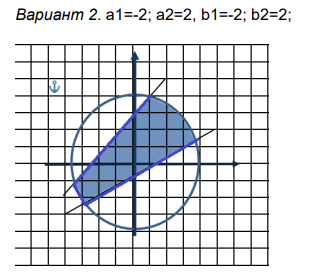 Вариант 2. a1=-2; a2=2, b1=-2; b2=2;